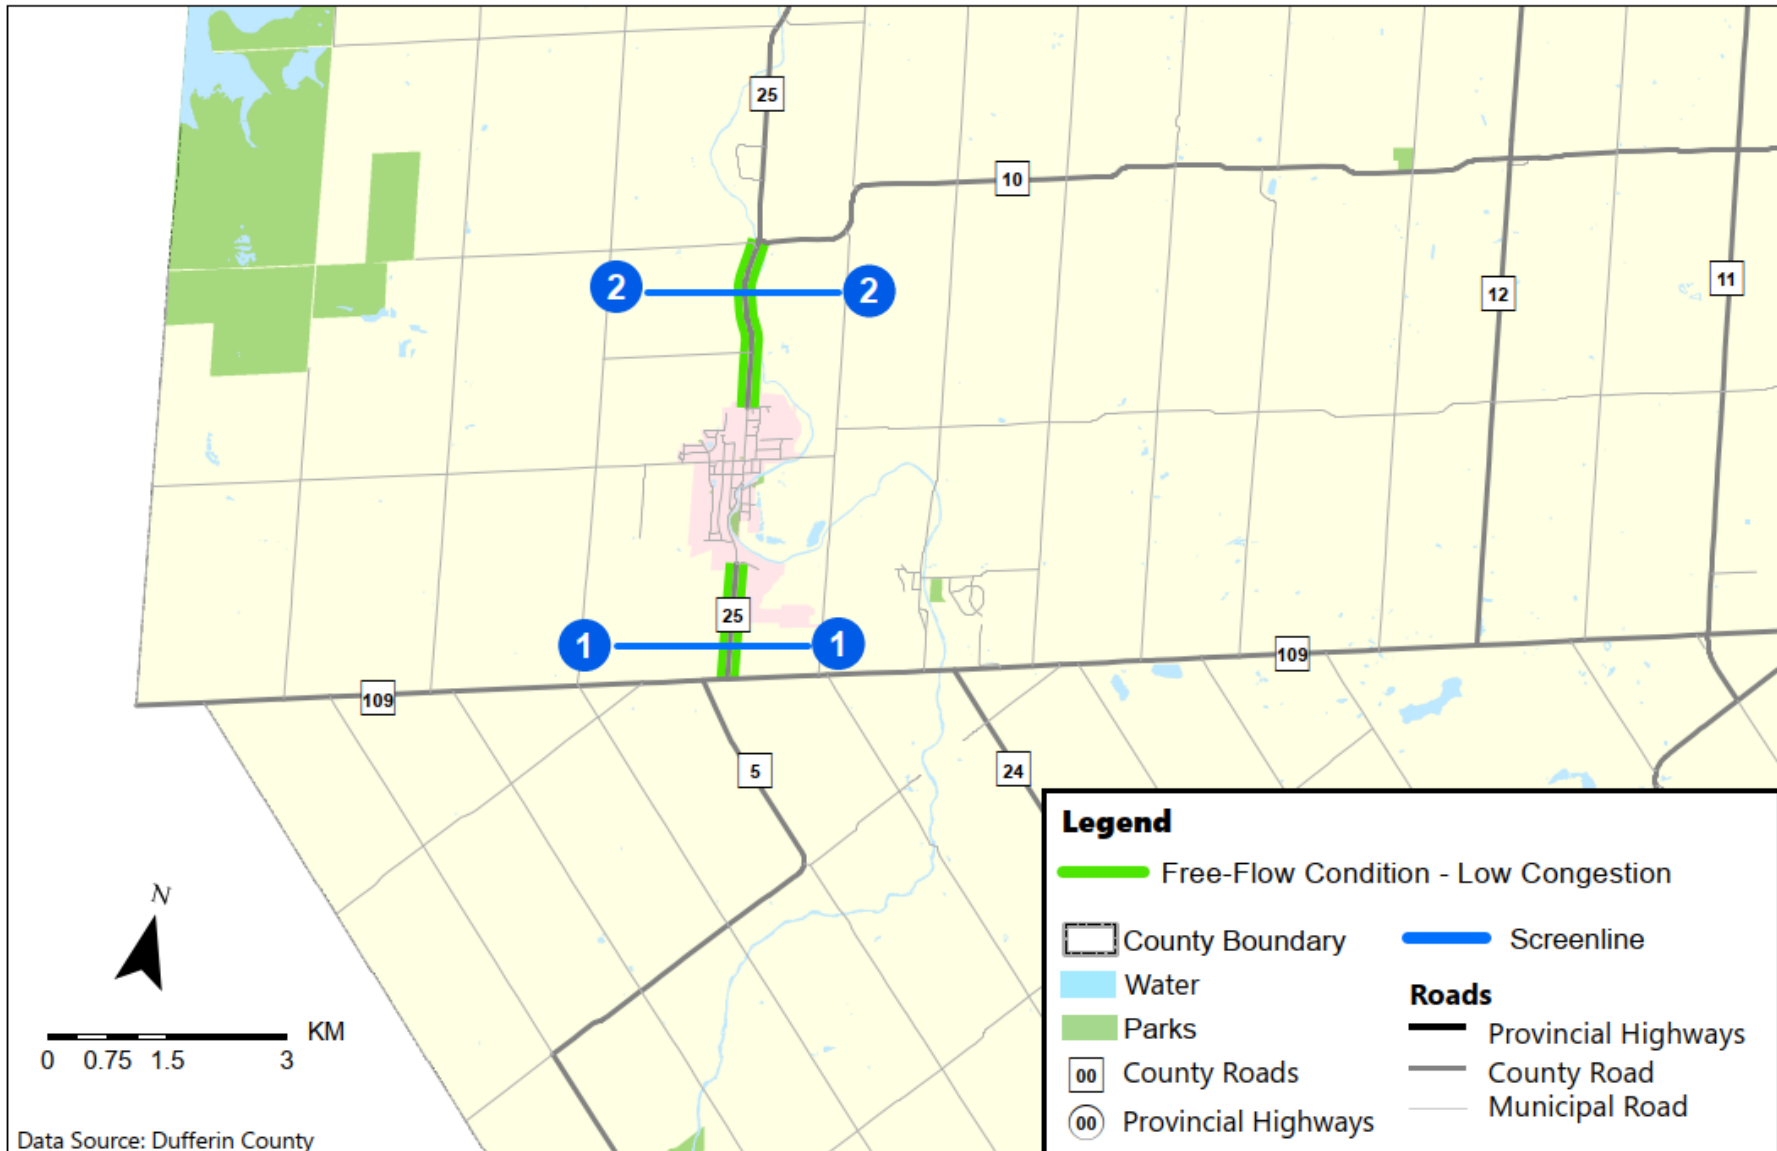 25
10
2
2
12
11
25
1
1
109
109
5
24
N
KM
0 0.75 1.5 3
Data Source: Dufferin County
Legend
Free-Flow Condition - Low Congestion
County Boundary
Screenline
Water
Roads
Parks
Provincial Highways
00 County Roads
County Road
Municipal Road
00 Provincial Highways